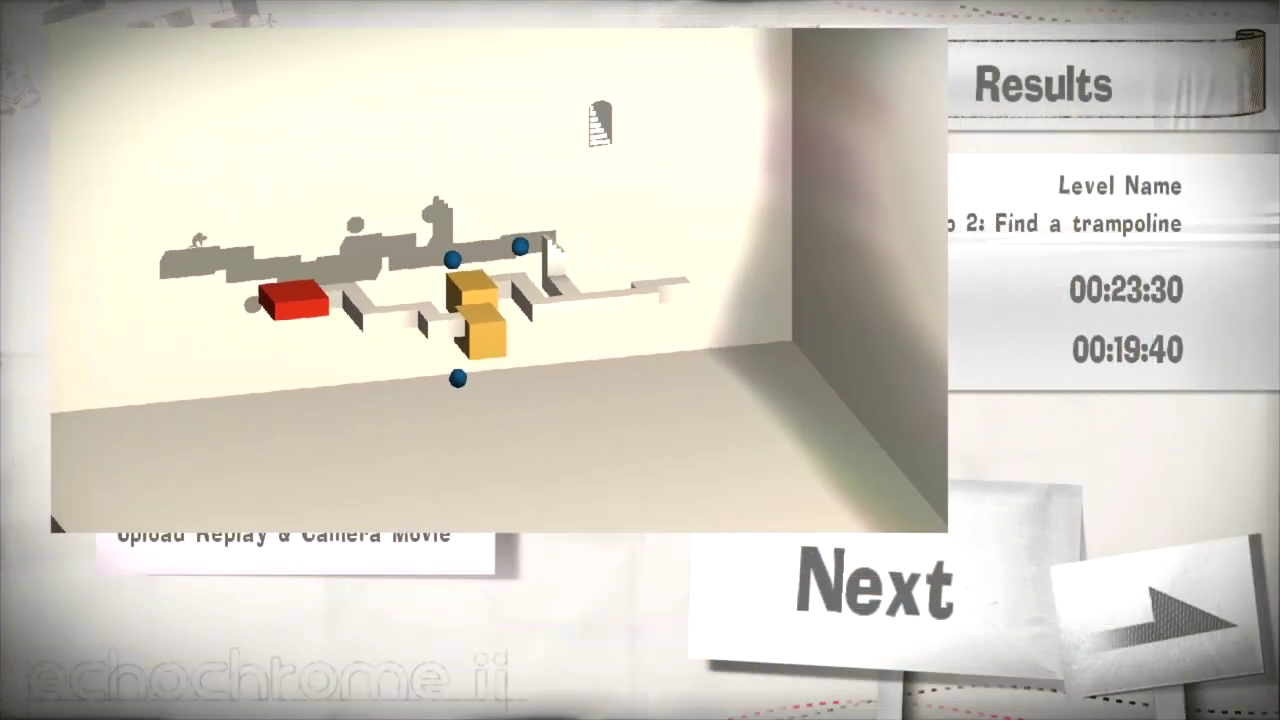 Results
Level Name
2: Find a trampoline
00:23:30
00:19:40
Upload Replay & Camera Movie
Next
echochrome ii